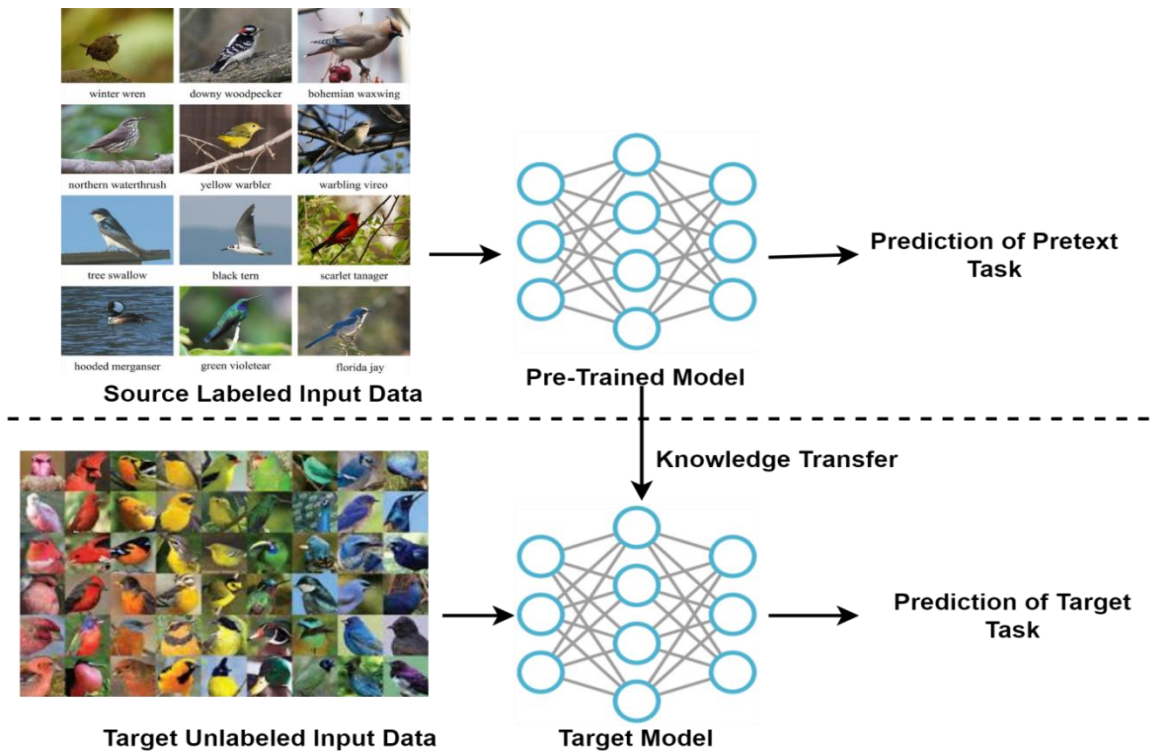 winter wren
downy woodpecker
bohemian waxwing
northern waterthrush
yellow warbler
warbling vireo
tree swallow
black tern
scarlet tanager
hooded merganser
green violetear
florida jay
Source Labeled Input Data
Pre-Trained Model
Prediction of Pretext
Task
Knowledge Transfer
Target Unlabeled Input Data
Target Model
Prediction of Target
Task